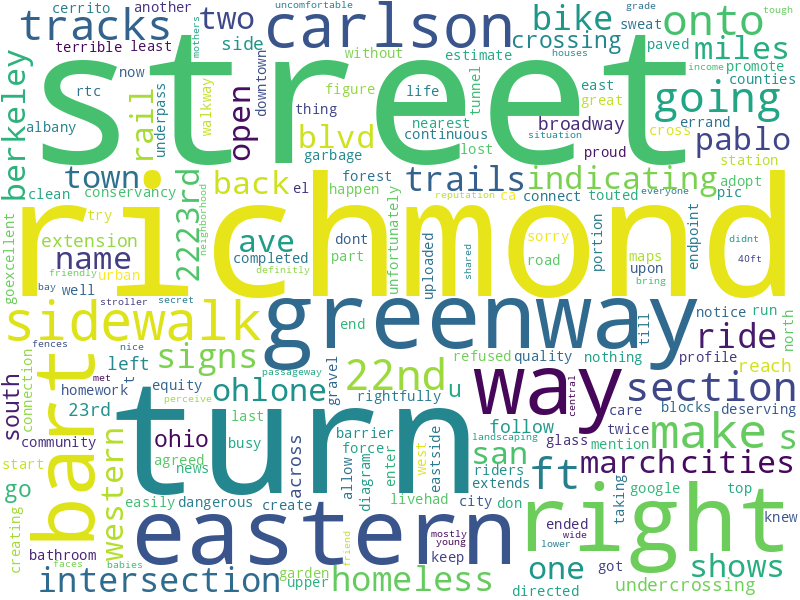 uncomfortable
grade
tough
cerrito
another
tracks
carlson
two
bike
onto
mothers
terrible
least
side
without
estimate
crossing
paved
miles
houses
promote
income
berkeley
rtc
now
rail
underpass
walkway
open
downtown
thing
figure
life
tunnel
east
great
counties
street
going
albany
blvd
nearest
continuous
broadway
cross
errand
garbage
lost
proud
pablo
station
town
back
el
forest
trails
indicating
situation
everyone
adopt
clean
conservancy
happen
reputation
ca
connect
touted
pic
try
2223rd
neighborhood
richmond
goexcellent
name
extension
urban
ave
completed
dont
part
unfortunately
uploaded
sorry
road
portion
maps
upon
endpoint
didnt
40ft
friendly
well
definitly
shared
bring
bay
stroller
secret
sidewalk
greenway
notice
run
fences
nice
end
till
ride
north
south
connection
bart
left
signs
passageway
22nd
gravel
refused
quality
nothing
profile
reach
met
t
homework
equity
ohlone
rightfully
u
way
central
section
23rd
perceive
last
turn
follow
care
blocks
deserving
community
ohio
busy
barrier
landscaping
san
glass
twice
mention
make
s
start
western
agreed
across
force
eastside
march
cities
news
allow
diagram
enter
west
riders
ft
google
top
knew
go
easily
dangerous
create
livehad
extends
city
don
directed
taking
creating
eastern
right
bathroom
mostly
young
keep
ended
wide
got
shows
babies
faces
intersection
friend
garden
upper
homeless
one
lower
undercrossing